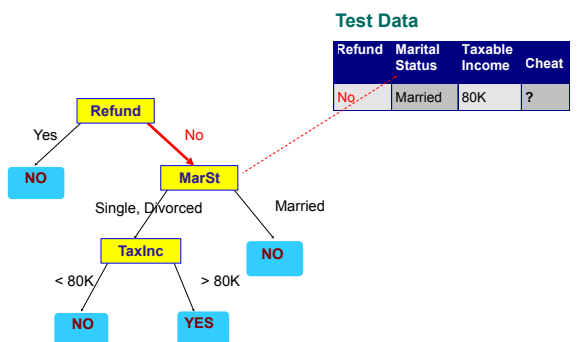 Test Data
Refund Marital Status Taxable Income Cheat
No Married 80K ?
Refund
Yes No
NO
MarSt
Single, Divorced Married
TaxInc
NO
< 80K > 80K
NO YES